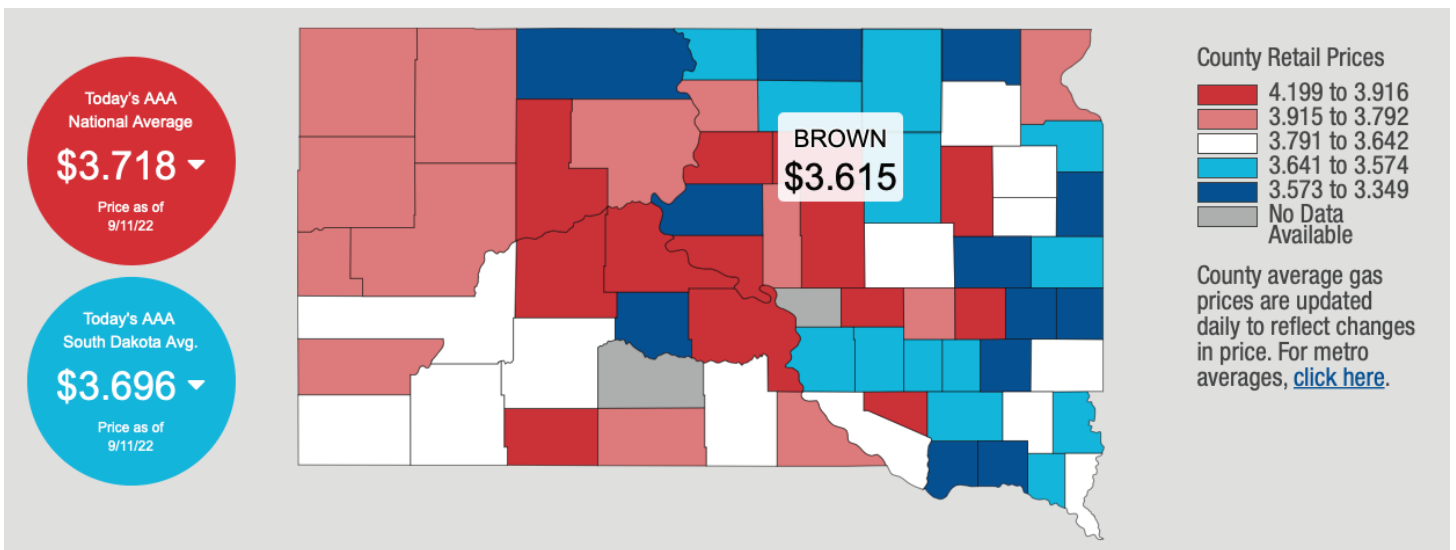 Today's AAA
National Average
$3.718
Price as of
9/11/22
Today's AAA
South Dakota Avg.
$3.696
Price as of
9/11/22
BROWN
$3.615
County Retail Prices
4.199 to 3.916
3.915 to 3.792
3.791 to 3.642
3.641 to 3.574
3.573 to 3.349
No Data
Available
County average gas
prices are updated
daily to reflect changes
in price. For metro
averages, click here.